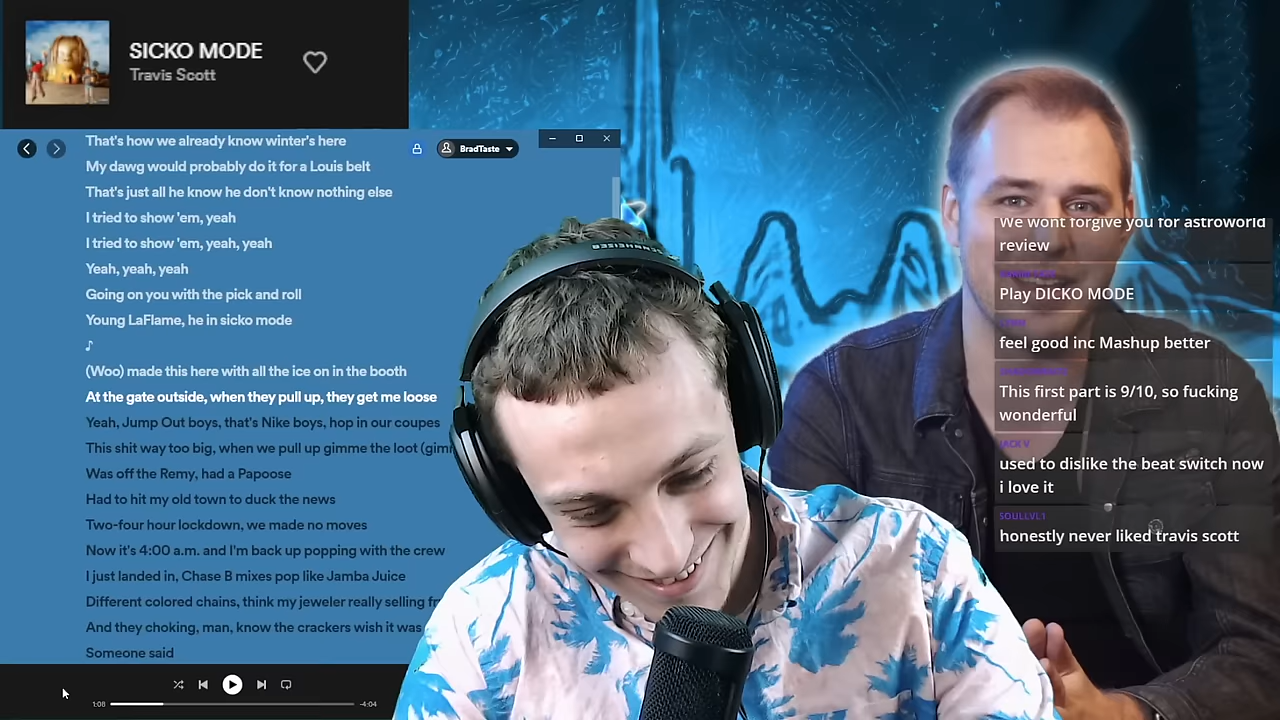 SICKO MODE
Travis Scott
BradTaste
That's how we already know winter's here
My dawg would probably do it for a Louis belt
That's just all he know he don't know nothing else
I tried to show 'em, yeah
I tried to show 'em, yeah, yeah
Yeah, yeah, yeah
Going on you with the pick and roll
Young LaFlame, he in sicko mode
♪
(Woo) made this here with all the ice on in the booth
At the gate outside, when they pull up, they get me loose
Yeah, Jump Out boys, that's Nike boys, hop in our coupes
This shit way too big, when we pull up gimme the loot (gim
Was off the Remy, had a Papoose
Had to hit my old town to duck the news
Two-four hour lockdown, we made no moves
Now it's 4:00 a.m. and I'm back up popping with the crew
I just landed in, Chase B mixes pop like Jamba Juice
Different colored chains, think my jeweler really selling fr
And they choking, man, know the crackers wish it was
Someone said
1:08
-4:04
We wont forgive you for astroworld
review
Play DICKO MODE
feel good inc Mashup better
This first part is 9/10, so fucking
wonderful
JACK V
used to dislike the beat switch now
i love it
SOULLVL1
honestly never liked travis scott